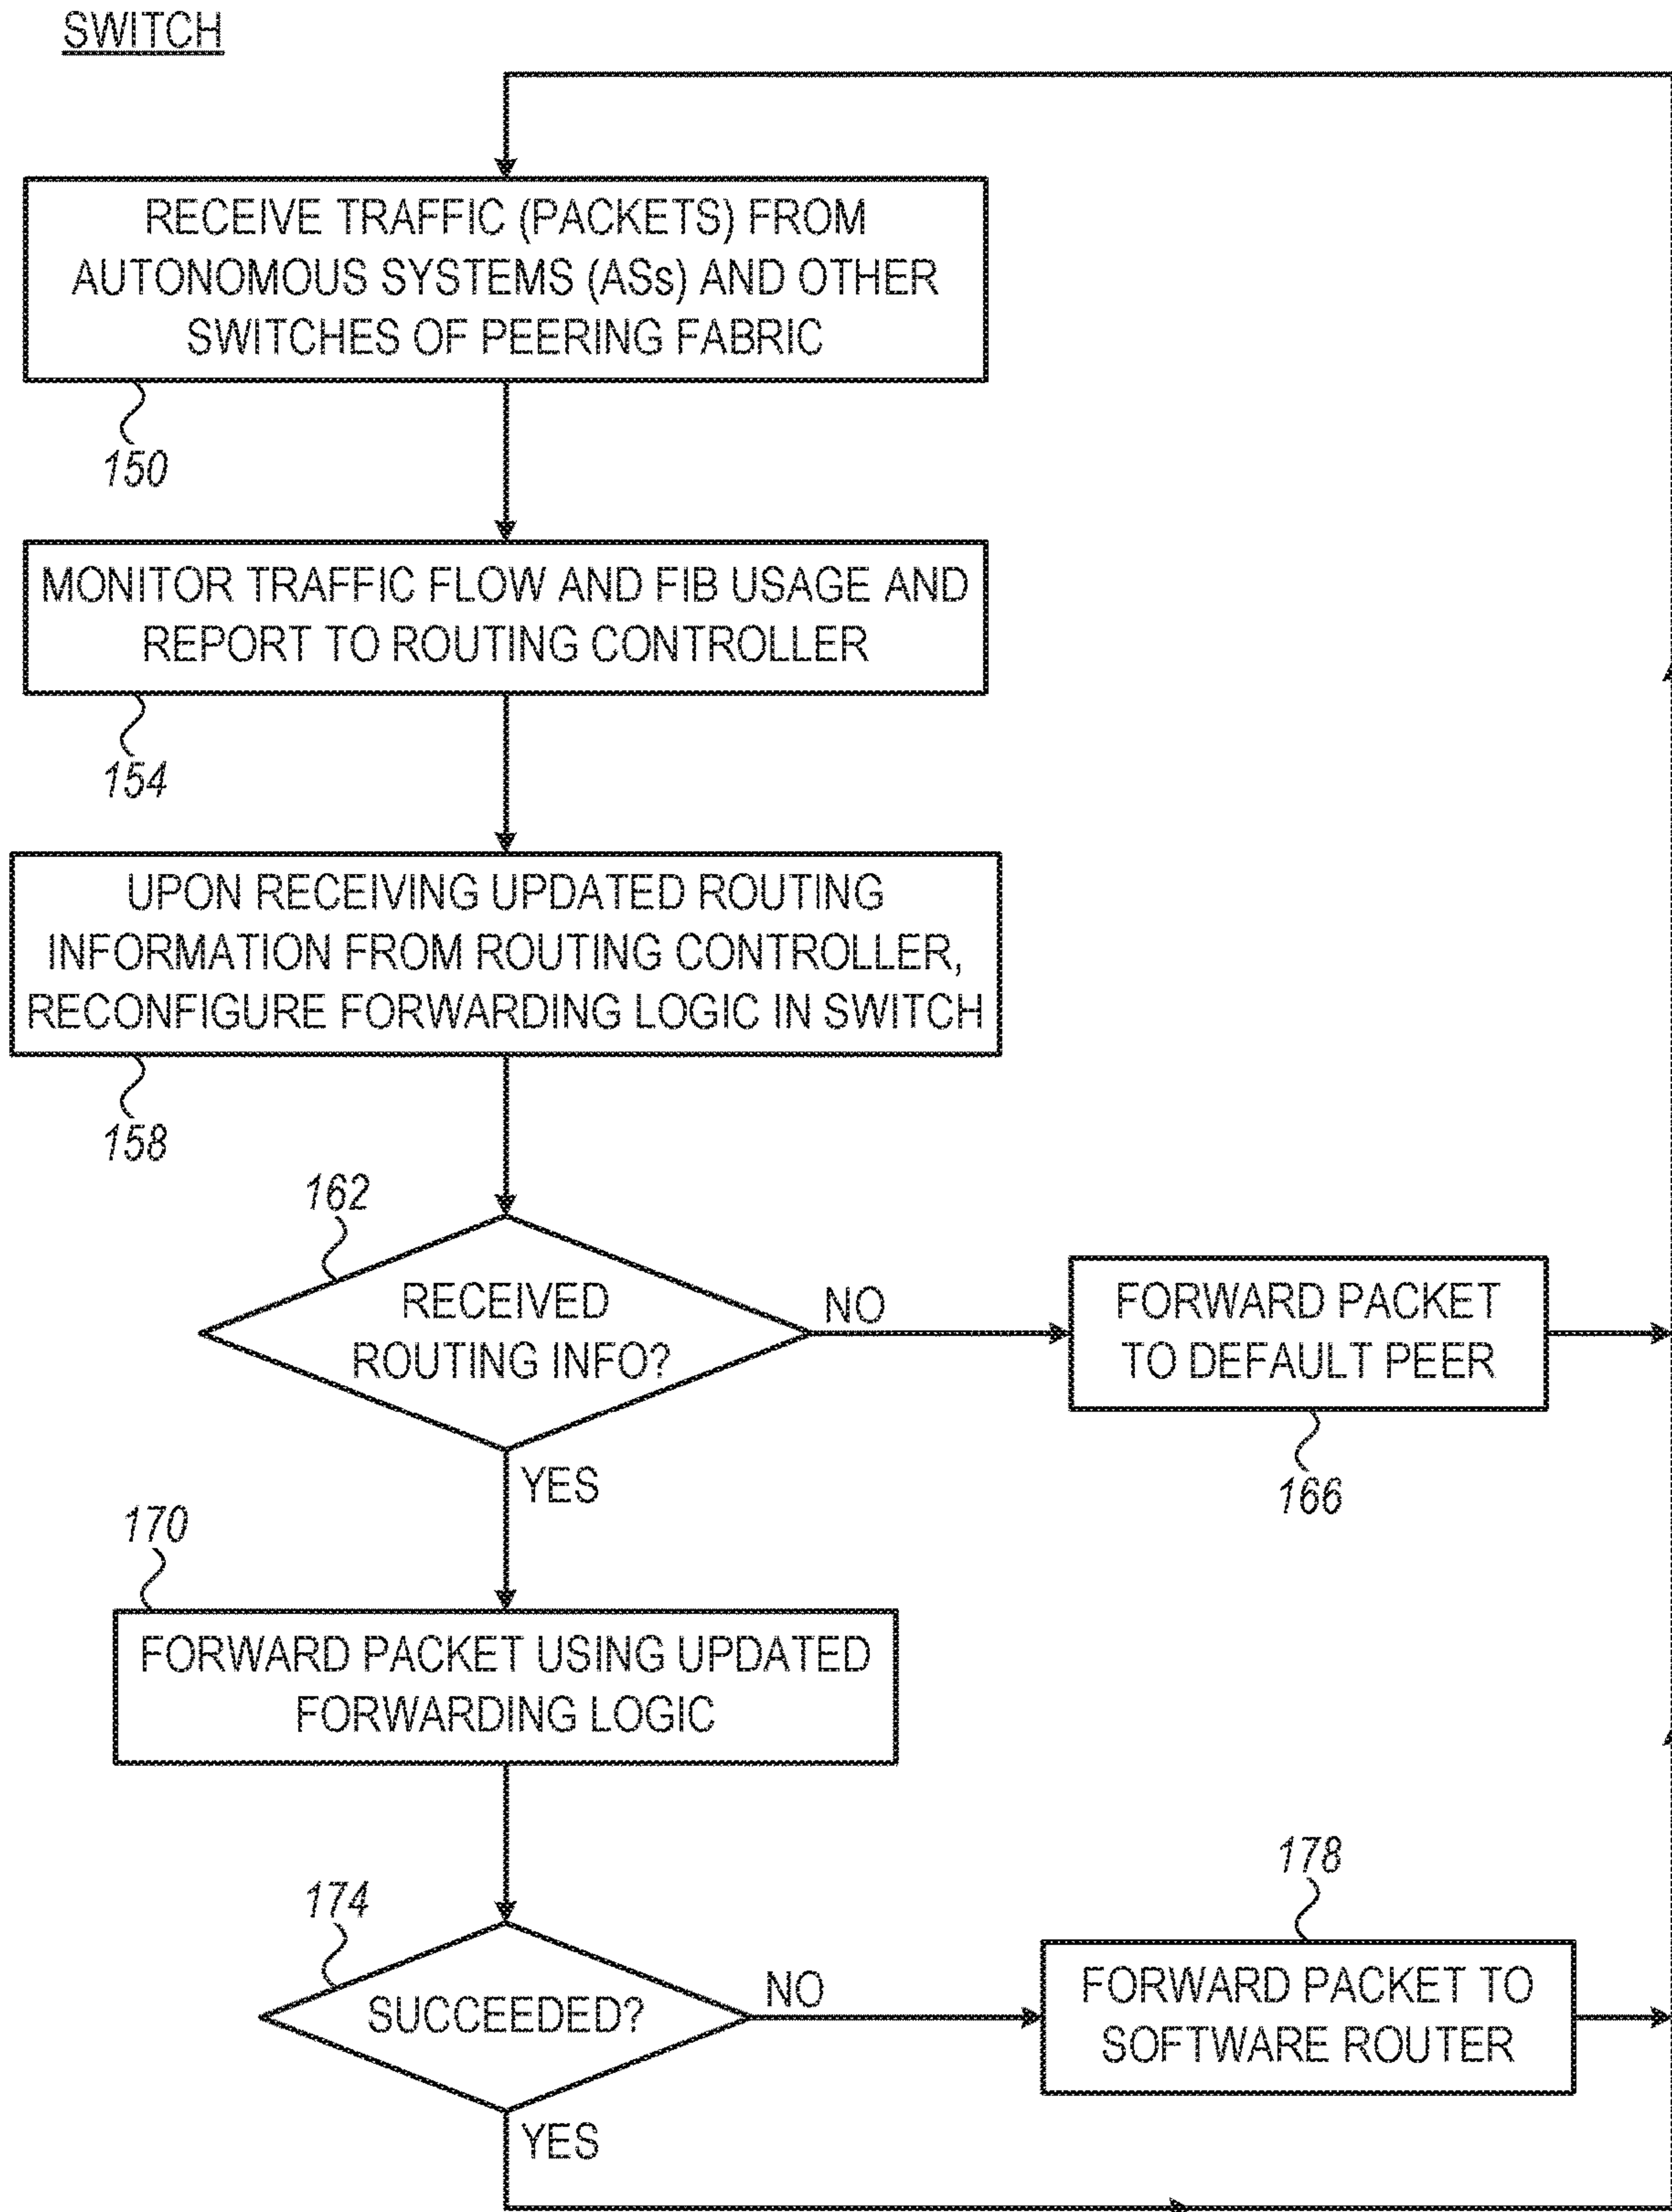 SWITCH
RECEIVE TRAFFIC (PACKETS) FROM
AUTONOMOUS SYSTEMS (ASs) AND OTHER
SWITCHES OF PEERING FABRIC
150
MONITOR TRAFFIC FLOW AND FIB USAGE AND
REPORT TO ROUTING CONTROLLER
154
UPON RECEIVING UPDATED ROUTING
INFORMATION FROM ROUTING CONTROLLER,
RECONFIGURE FORWARDING LOGIC IN SWITCH
158
162
RECEIVED
ROUTING INFO?
NO
FORWARD PACKET
TO DEFAULT PEER
166
YES
170
FORWARD PACKET USING UPDATED
FORWARDING LOGIC
174
SUCCEEDED?
NO
178
FORWARD PACKET TO
SOFTWARE ROUTER
YES